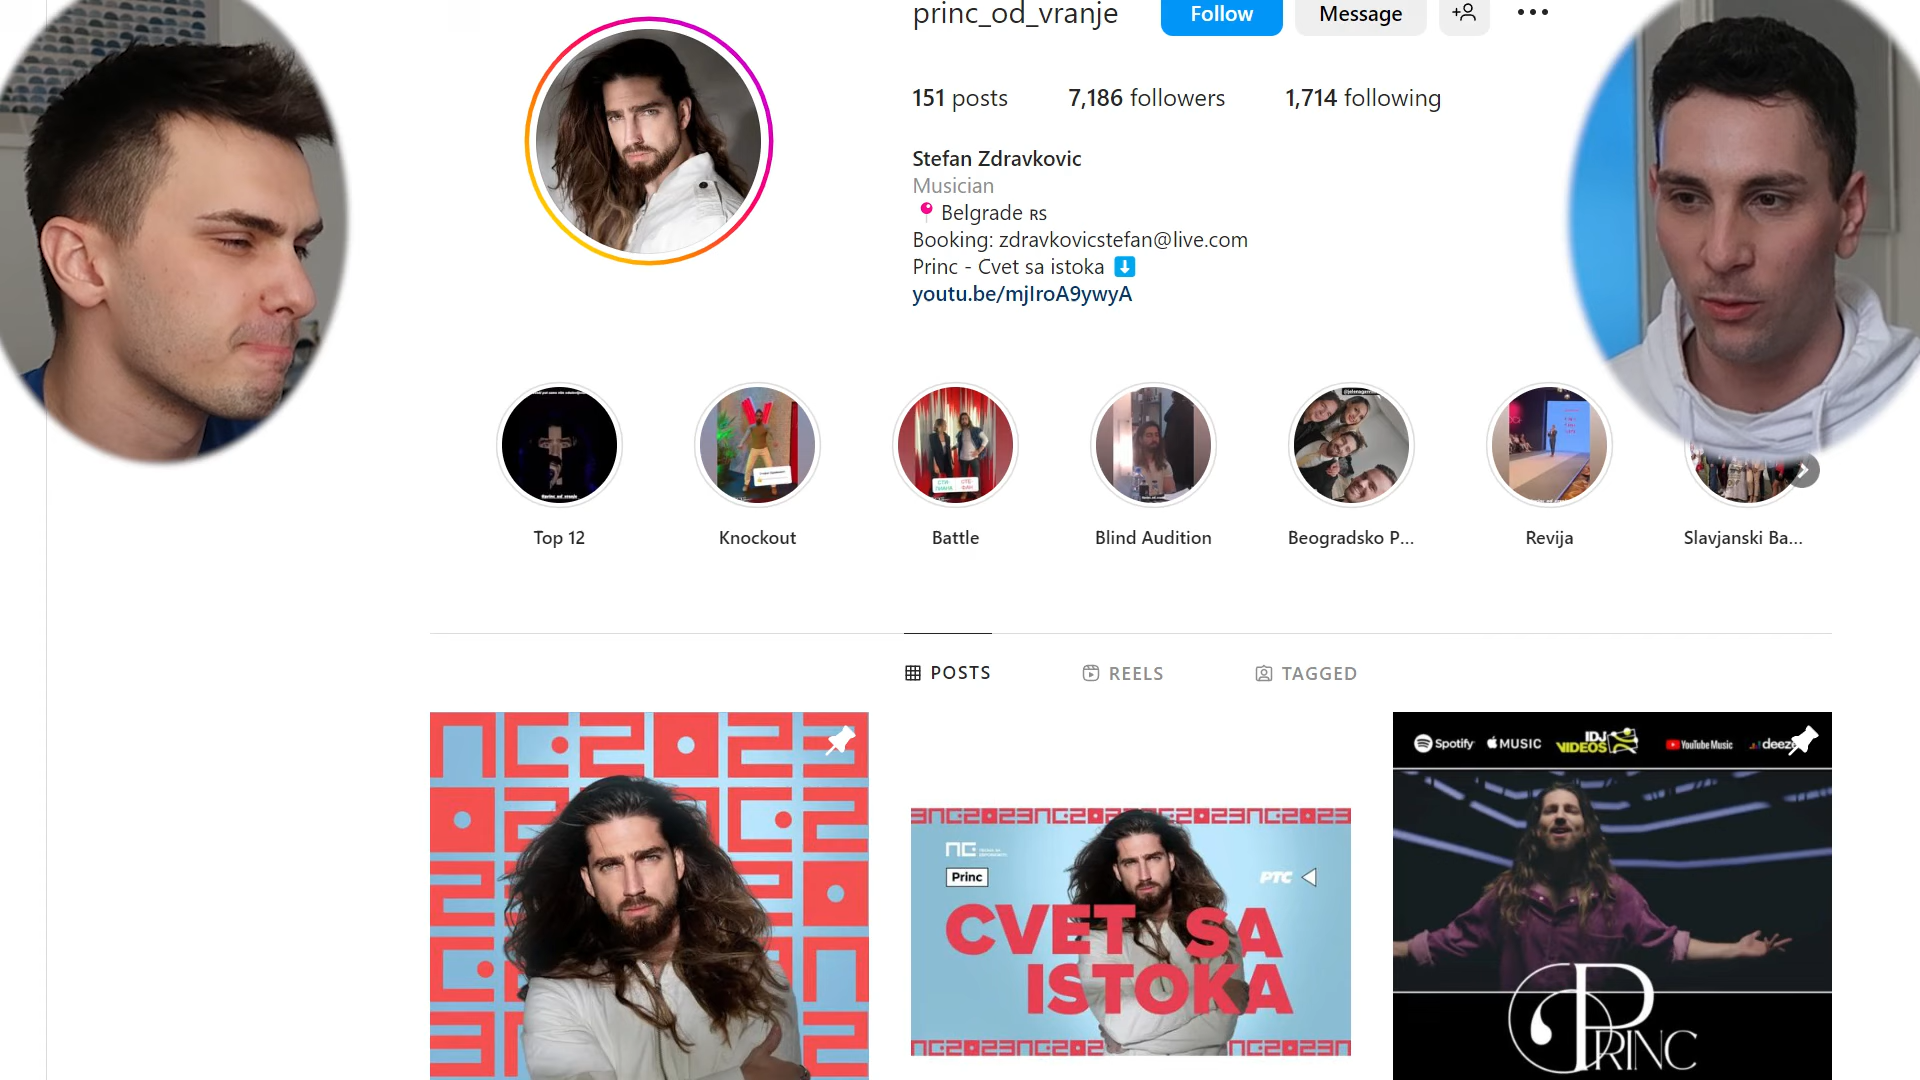 princ_od_vranje Follow Message
151 posts 7,186 followers 1,714 following
Stefan Zdravkovic
Musician
Belgrade RS
Booking: zdravkovicstefan@live.com
Princ - Cvet sa istoka
youtu.be/mjIroA9ywyA
Top 12 Knockout Battle Blind Audition Beogradsko P... Revija Slavjanski Ba...
POSTS REELS TAGGED
Spotify MUSIC IDJ VIDEOS YouTube Music deeze
Princ
РТС
CVET SA
ISTOKA
PRINC